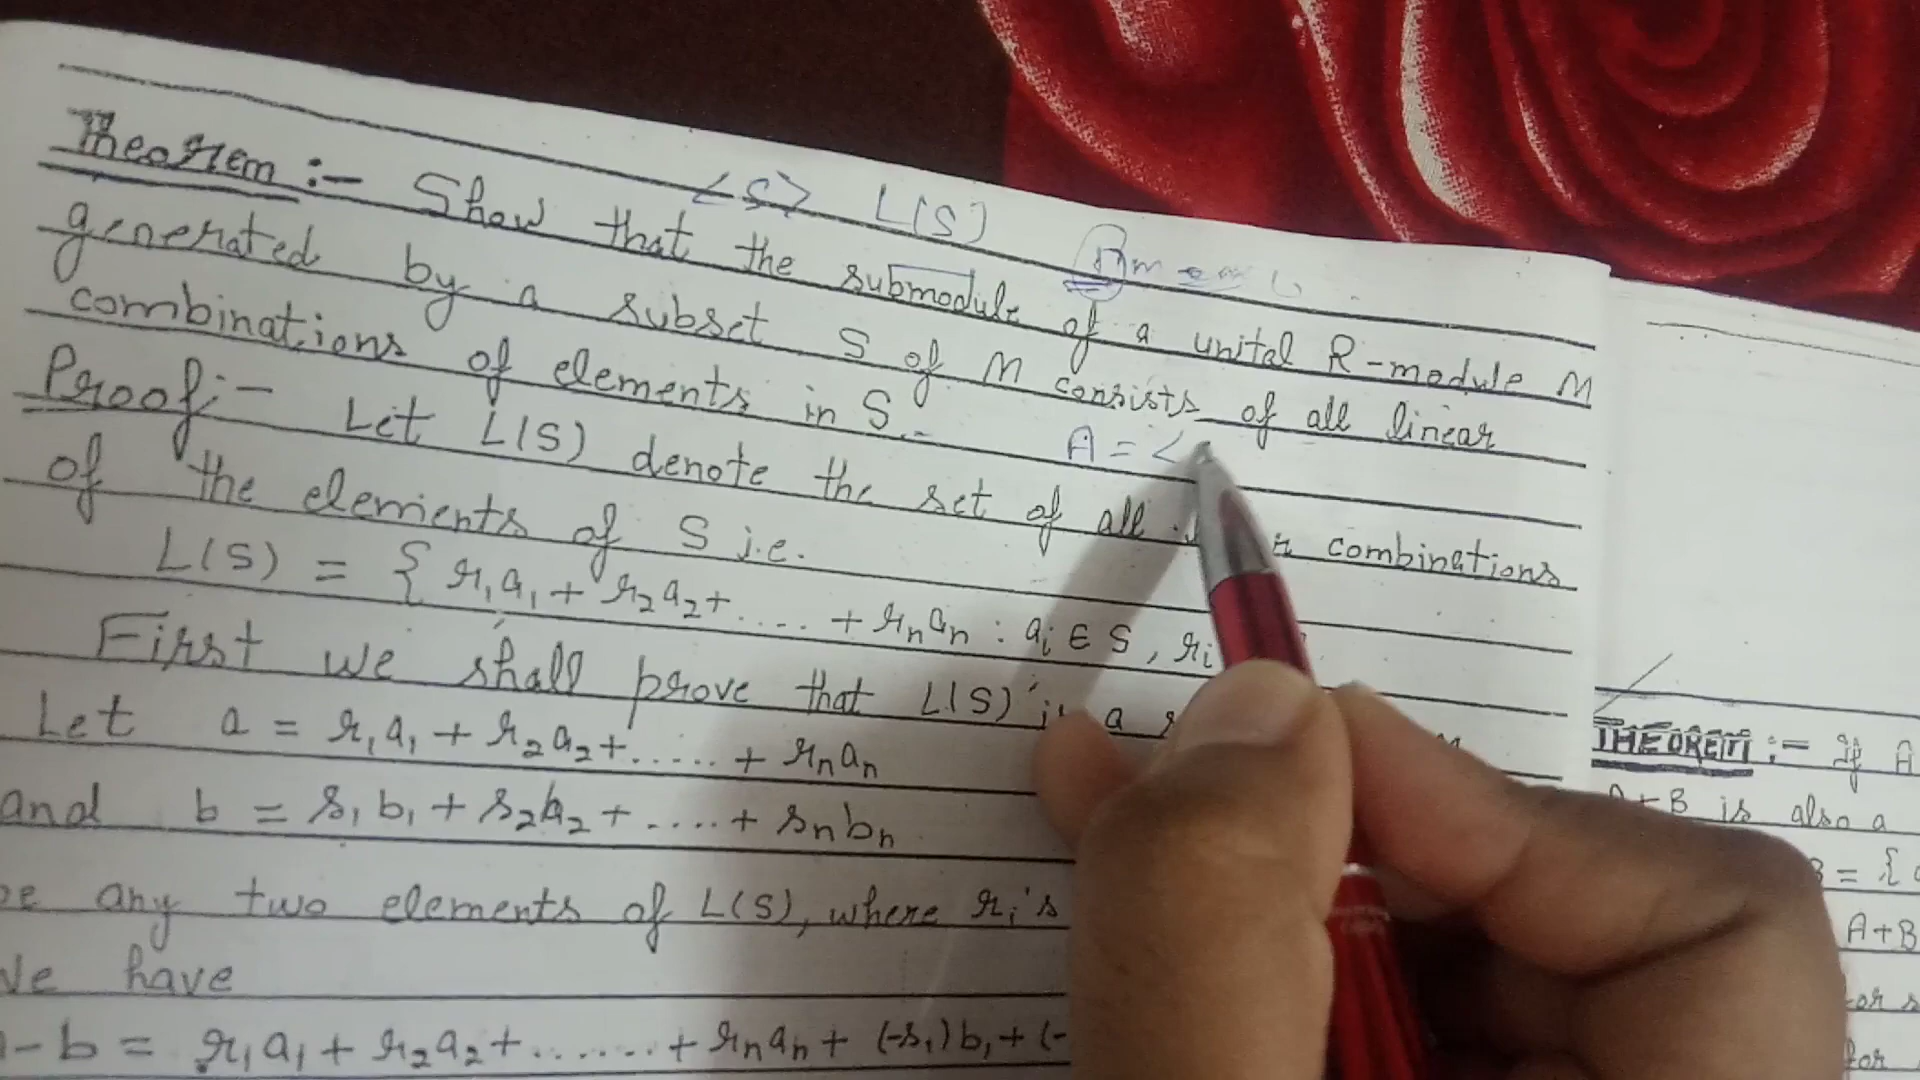 <S> L(S)
Theorem :- Show that the submodule of a unital R-module M
generated by a subset S of M consists of all linear
combinations of elements in S.
A = <
Proof:- Let L(S) denote the set of all combinations
of the elements of S i.e.
L(S) = { r₁a₁ + r₂a₂ + ..... + rₙaₙ : aᵢ ∈ S, rᵢ
First we shall prove that L(S) is a
Let a = r₁a₁ + r₂a₂ + ...... + rₙaₙ
and b = s₁b₁ + s₂b₂ + ..... + sₙbₙ
any two elements of L(S), where rᵢ's
have
- b = r₁a₁ + r₂a₂ + ....... + rₙaₙ + (-s₁)b₁ + (-
THEOREM :- If A
A+B is also a
= {
A+B
for
for